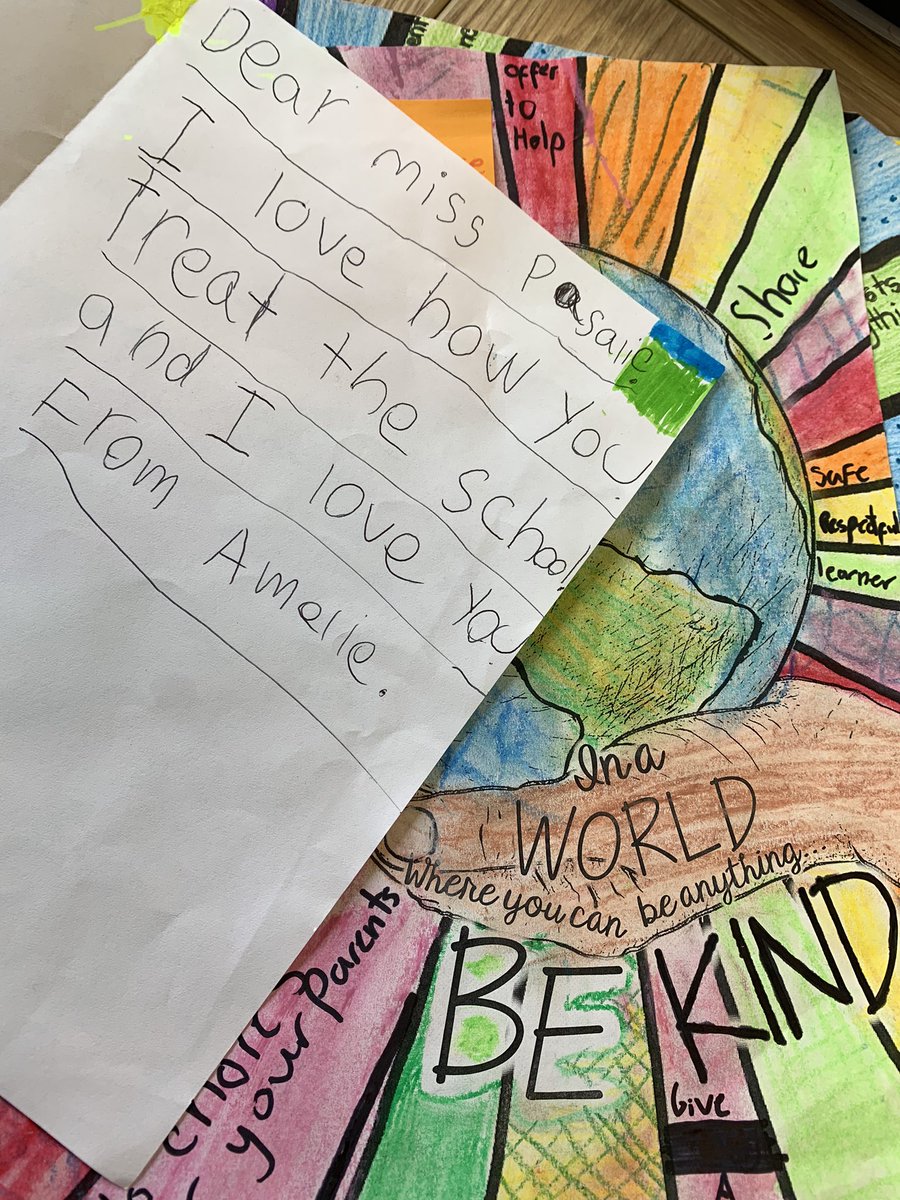 Dear miss Pasalic.
I love how you.
Treat the school
and I love You.
From Amelie.
offer
to
Help
Share
Safe
Respectful
learner
In a
WORLD
Where you can be anything...
BE KIND
your parents
Give
A